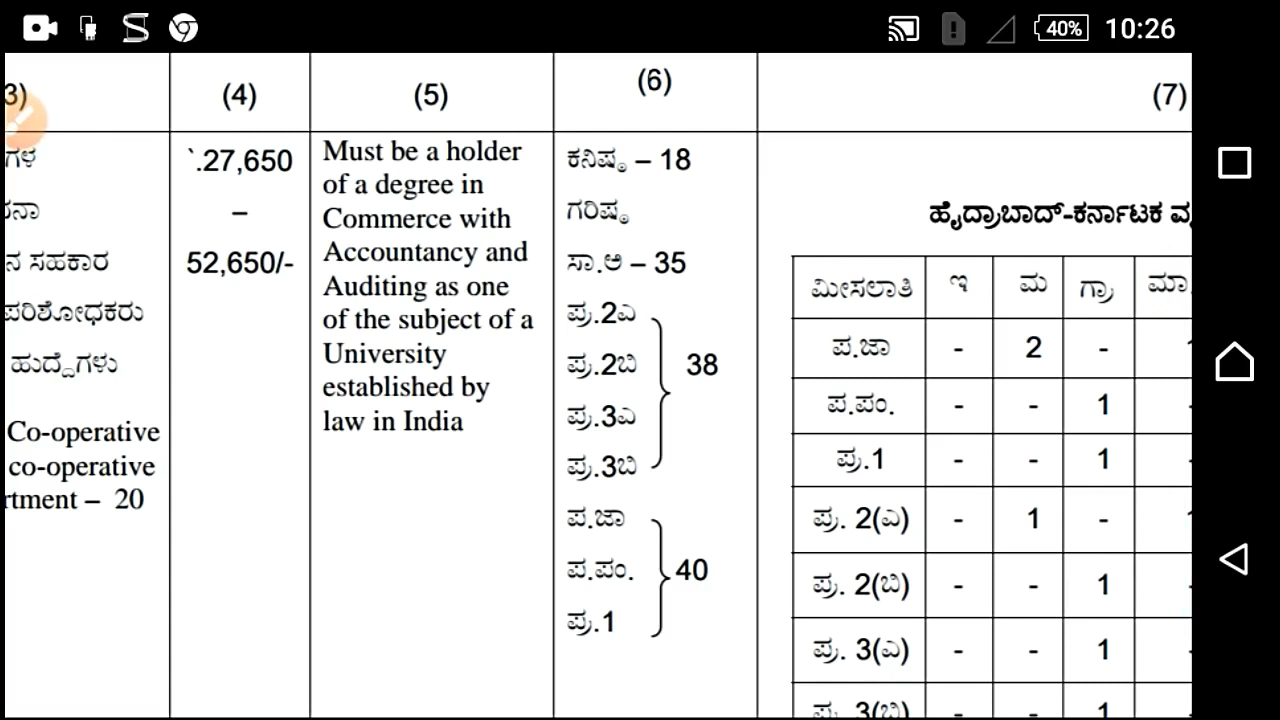 40% 10:26
3) (4) (5) (6) (7)
ಗಳ
ನಾ
ನ ಸಹಕಾರ
ಪರಿಶೋಧಕರು
ಹುದ್ದೆಗಳು
Co-operative
co-operative
rtment – 20
`.27,650
–
52,650/-
Must be a holder
of a degree in
Commerce with
Accountancy and
Auditing as one
of the subject of a
University
established by
law in India
ಕನಿಷ್ಠ – 18
ಗರಿಷ್ಠ
ಸಾ.ಅ – 35
ಪ್ರ.2ಎ
ಪ್ರ.2ಬಿ 38
ಪ್ರ.3ಎ
ಪ್ರ.3ಬಿ
ಪ.ಜಾ
ಪ.ಪಂ. 40
ಪ್ರ.1
ಹೈದ್ರಾಬಾದ್-ಕರ್ನಾಟಕ
ಮೀಸಲಾತಿ ಇ ಮ ಗ್ರಾ ಮಾ.
ಪ.ಜಾ - 2 -
ಪ.ಪಂ. - - 1 -
ಪ್ರ.1 - - 1 -
ಪ್ರ. 2(ಎ) - 1 -
ಪ್ರ. 2(ಬಿ) - - 1 -
ಪ್ರ. 3(ಎ) - - 1 -
ಪ್ರ. 3(ಬಿ) - - 1